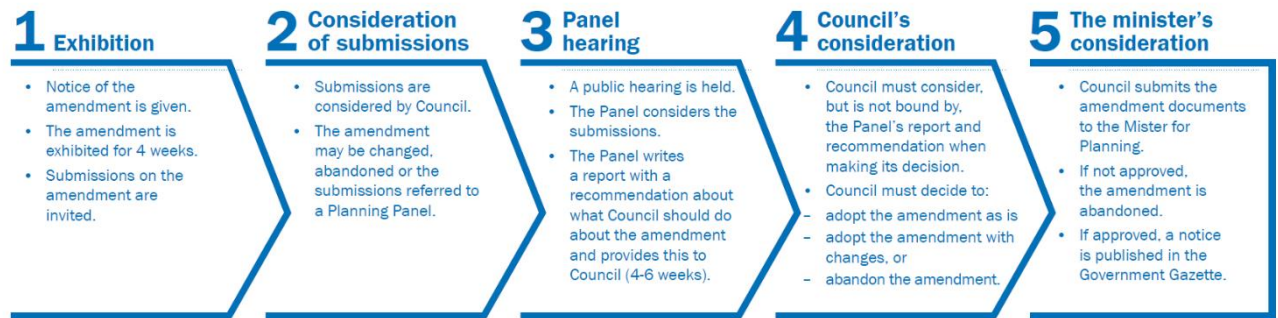 1 Exhibition
• Notice of the
amendment is given.
• The amendment is
exhibited for 4 weeks.
• Submissions on the
amendment are
invited.
2 Consideration
of submissions
• Submissions are
considered by Council.
• The amendment
may be changed,
abandoned or the
submissions referred to
a Planning Panel.
3 Panel
hearing
• A public hearing is held.
• The Panel considers the
submissions.
• The Panel writes
a report with a
recommendation about
what Council should do
about the amendment
and provides this to
Council (4-6 weeks).
4 Council's
consideration
• Council must consider,
but is not bound by,
the Panel's report and
recommendation when
making its decision.
• Council must decide to:
– adopt the amendment as is
– adopt the amendment with
changes, or
– abandon the amendment.
5 The minister's
consideration
• Council submits the
amendment documents
to the Mister for
Planning.
• If not approved,
the amendment is
abandoned.
• If approved, a notice
is published in the
Government Gazette.